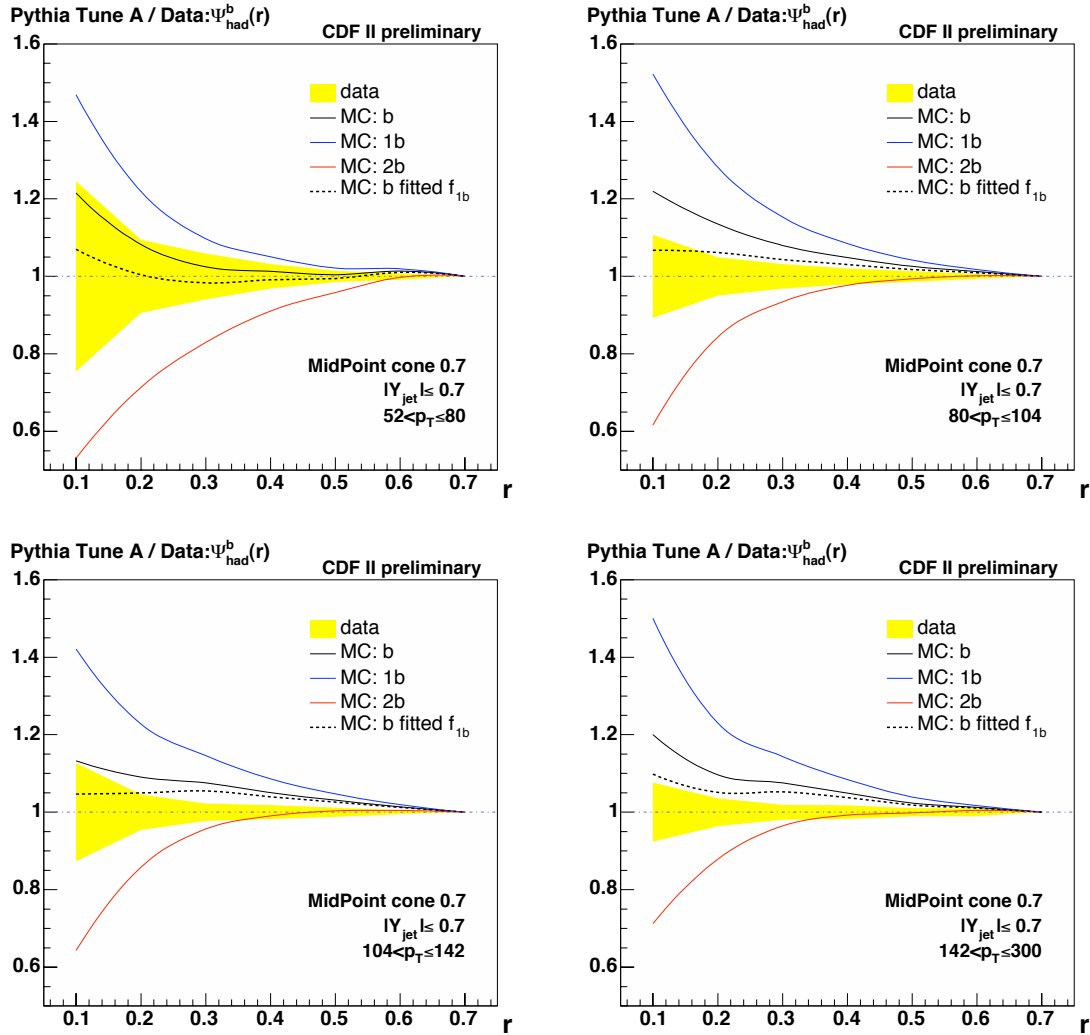 Pythia Tune A / Data:Ψ^b_had(r)
CDF II preliminary
1.6
1.4
1.2
1
0.8
0.6
data
MC: b
MC: 1b
MC: 2b
MC: b fitted f_1b
MidPoint cone 0.7
|Y_jet|≤ 0.7
52<p_T≤80
0.1 0.2 0.3 0.4 0.5 0.6 0.7
r
Pythia Tune A / Data:Ψ^b_had(r)
CDF II preliminary
1.6
1.4
1.2
1
0.8
0.6
data
MC: b
MC: 1b
MC: 2b
MC: b fitted f_1b
MidPoint cone 0.7
|Y_jet|≤ 0.7
80<p_T≤104
0.1 0.2 0.3 0.4 0.5 0.6 0.7
r
Pythia Tune A / Data:Ψ^b_had(r)
CDF II preliminary
1.6
1.4
1.2
1
0.8
0.6
data
MC: b
MC: 1b
MC: 2b
MC: b fitted f_1b
MidPoint cone 0.7
|Y_jet|≤ 0.7
104<p_T≤142
0.1 0.2 0.3 0.4 0.5 0.6 0.7
r
Pythia Tune A / Data:Ψ^b_had(r)
CDF II preliminary
1.6
1.4
1.2
1
0.8
0.6
data
MC: b
MC: 1b
MC: 2b
MC: b fitted f_1b
MidPoint cone 0.7
|Y_jet|≤ 0.7
142<p_T≤300
0.1 0.2 0.3 0.4 0.5 0.6 0.7
r